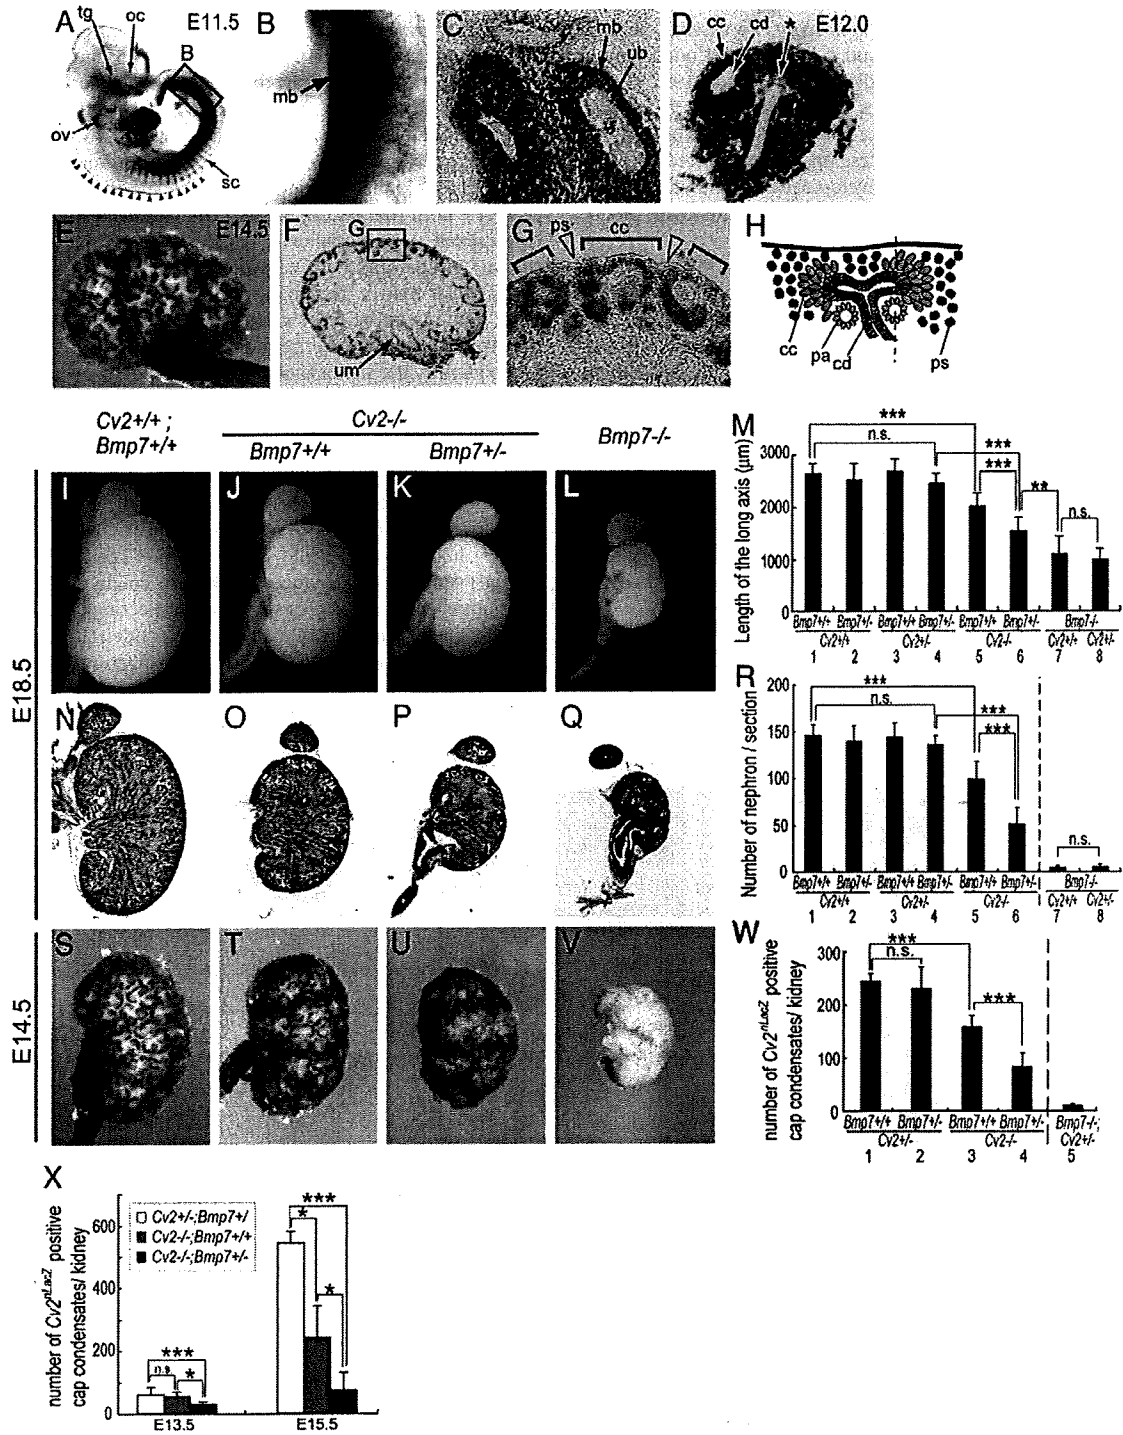 A
tg
oc
E11.5
B
ov
sc
B
mb
C
mb
ub
D
cc
cd
*
E12.0
E
E14.5
F
G
um
G
ps
cc
H
cc
pa
cd
ps
Cv2+/+ ;
Bmp7+/+
Cv2-/-
Bmp7+/+
Bmp7+/-
Bmp7-/-
E18.5
I
J
K
L
M
Length of the long axis (μm)
3000
2000
1000
0
***
n.s.
***
***
**
n.s.
Bmp7+/+ Bmp7+/- Bmp7+/+ Bmp7+/- Bmp7+/+ Bmp7+/- Bmp7-/-
Cv2+/+ Cv2+/- Cv2-/- Cv2+/+ Cv2+/-
1 2 3 4 5 6 7 8
N
O
P
Q
R
Number of nephron / section
200
150
100
50
0
***
n.s.
***
***
n.s.
Bmp7+/+ Bmp7+/- Bmp7+/+ Bmp7+/- Bmp7+/+ Bmp7+/- Bmp7-/-
Cv2+/+ Cv2+/- Cv2-/- Cv2+/+ Cv2+/-
1 2 3 4 5 6 7 8
E14.5
S
T
U
V
W
number of Cv2nLacZ positive
cap condensates/ kidney
300
200
100
0
***
n.s.
***
Bmp7+/+ Bmp7+/- Bmp7+/+ Bmp7+/- Bmp7-/-;
Cv2+/- Cv2-/- Cv2+/-
1 2 3 4 5
X
number of Cv2nLacZ positive
cap condensates/ kidney
600
400
200
0
Cv2+/-;Bmp7+/
Cv2-/-;Bmp7+/+
Cv2-/-;Bmp7+/-
***
n.s.
*
***
*
*
E13.5
E15.5